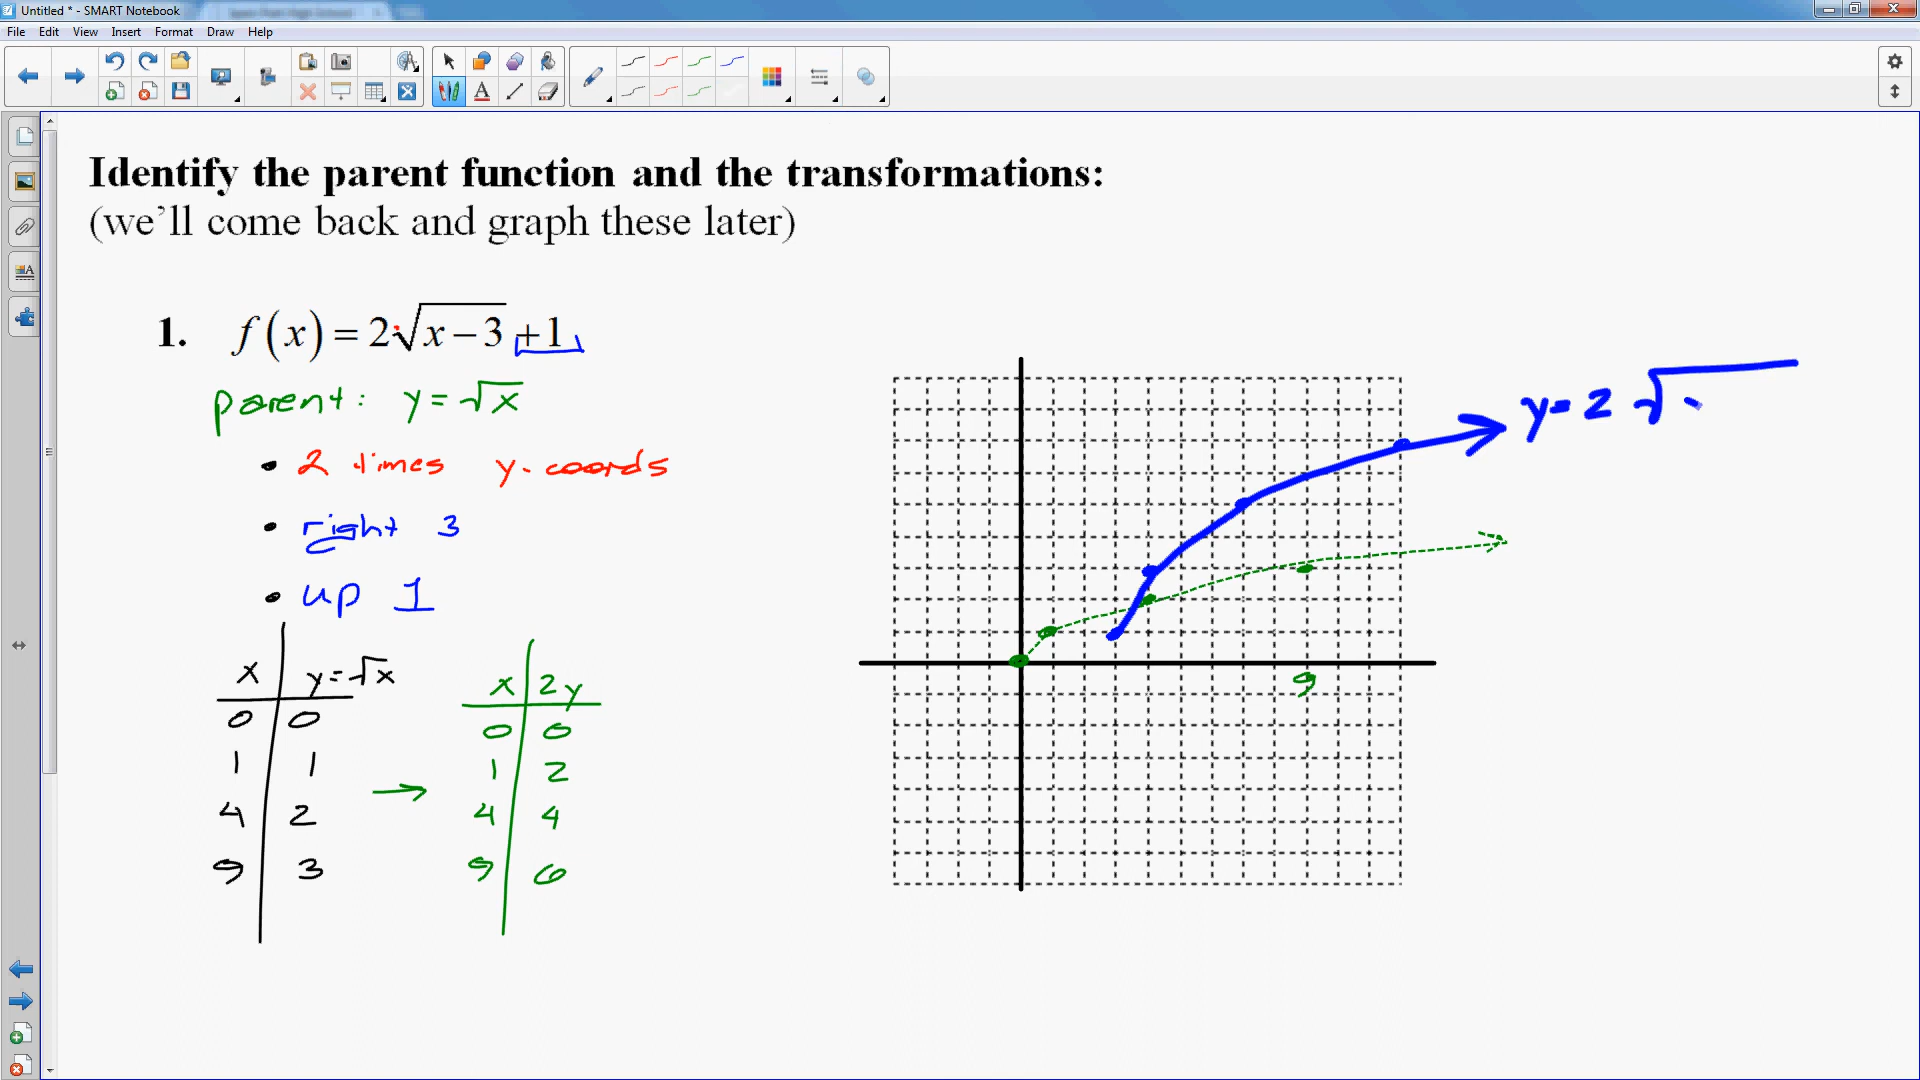 Untitled * - SMART Notebook
File Edit View Insert Format Draw Help
Identify the parent function and the transformations:
(we'll come back and graph these later)
1. f(x) = 2√(x−3) +1
parent: y = √x
• 2 times y-coords
• right 3
• up 1
x | y=√x
0 | 0
1 | 1
4 | 2
9 | 3
→
x | 2y
0 | 0
1 | 2
4 | 4
9 | 6
y= 2 √
9